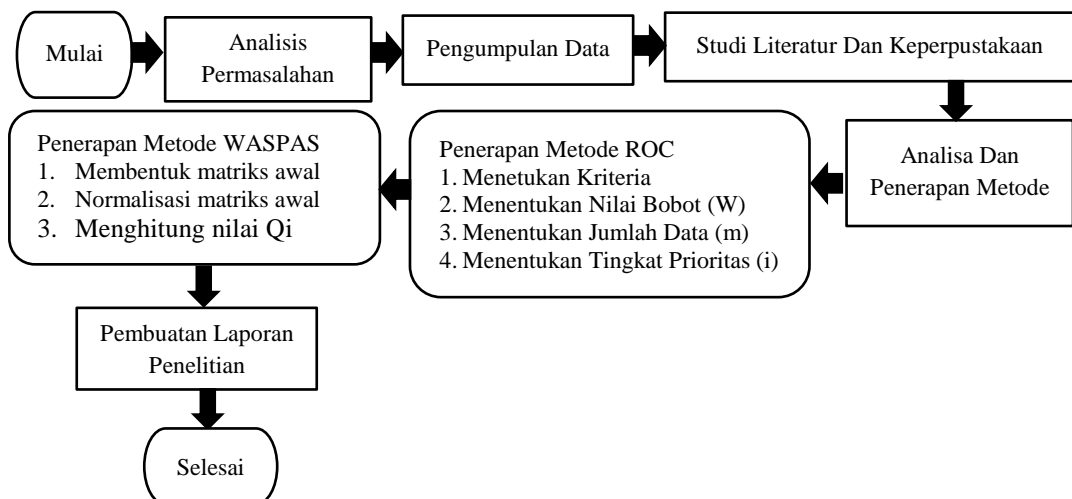 Mulai
Analisis
Permasalahan
Pengumpulan Data
Studi Literatur Dan Keperpustakaan
Analisa Dan
Penerapan Metode
Penerapan Metode ROC
1. Menetukan Kriteria
2. Menentukan Nilai Bobot (W)
3. Menentukan Jumlah Data (m)
4. Menentukan Tingkat Prioritas (i)
Penerapan Metode WASPAS
1. Membentuk matriks awal
2. Normalisasi matriks awal
3. Menghitung nilai Qi
Pembuatan Laporan
Penelitian
Selesai